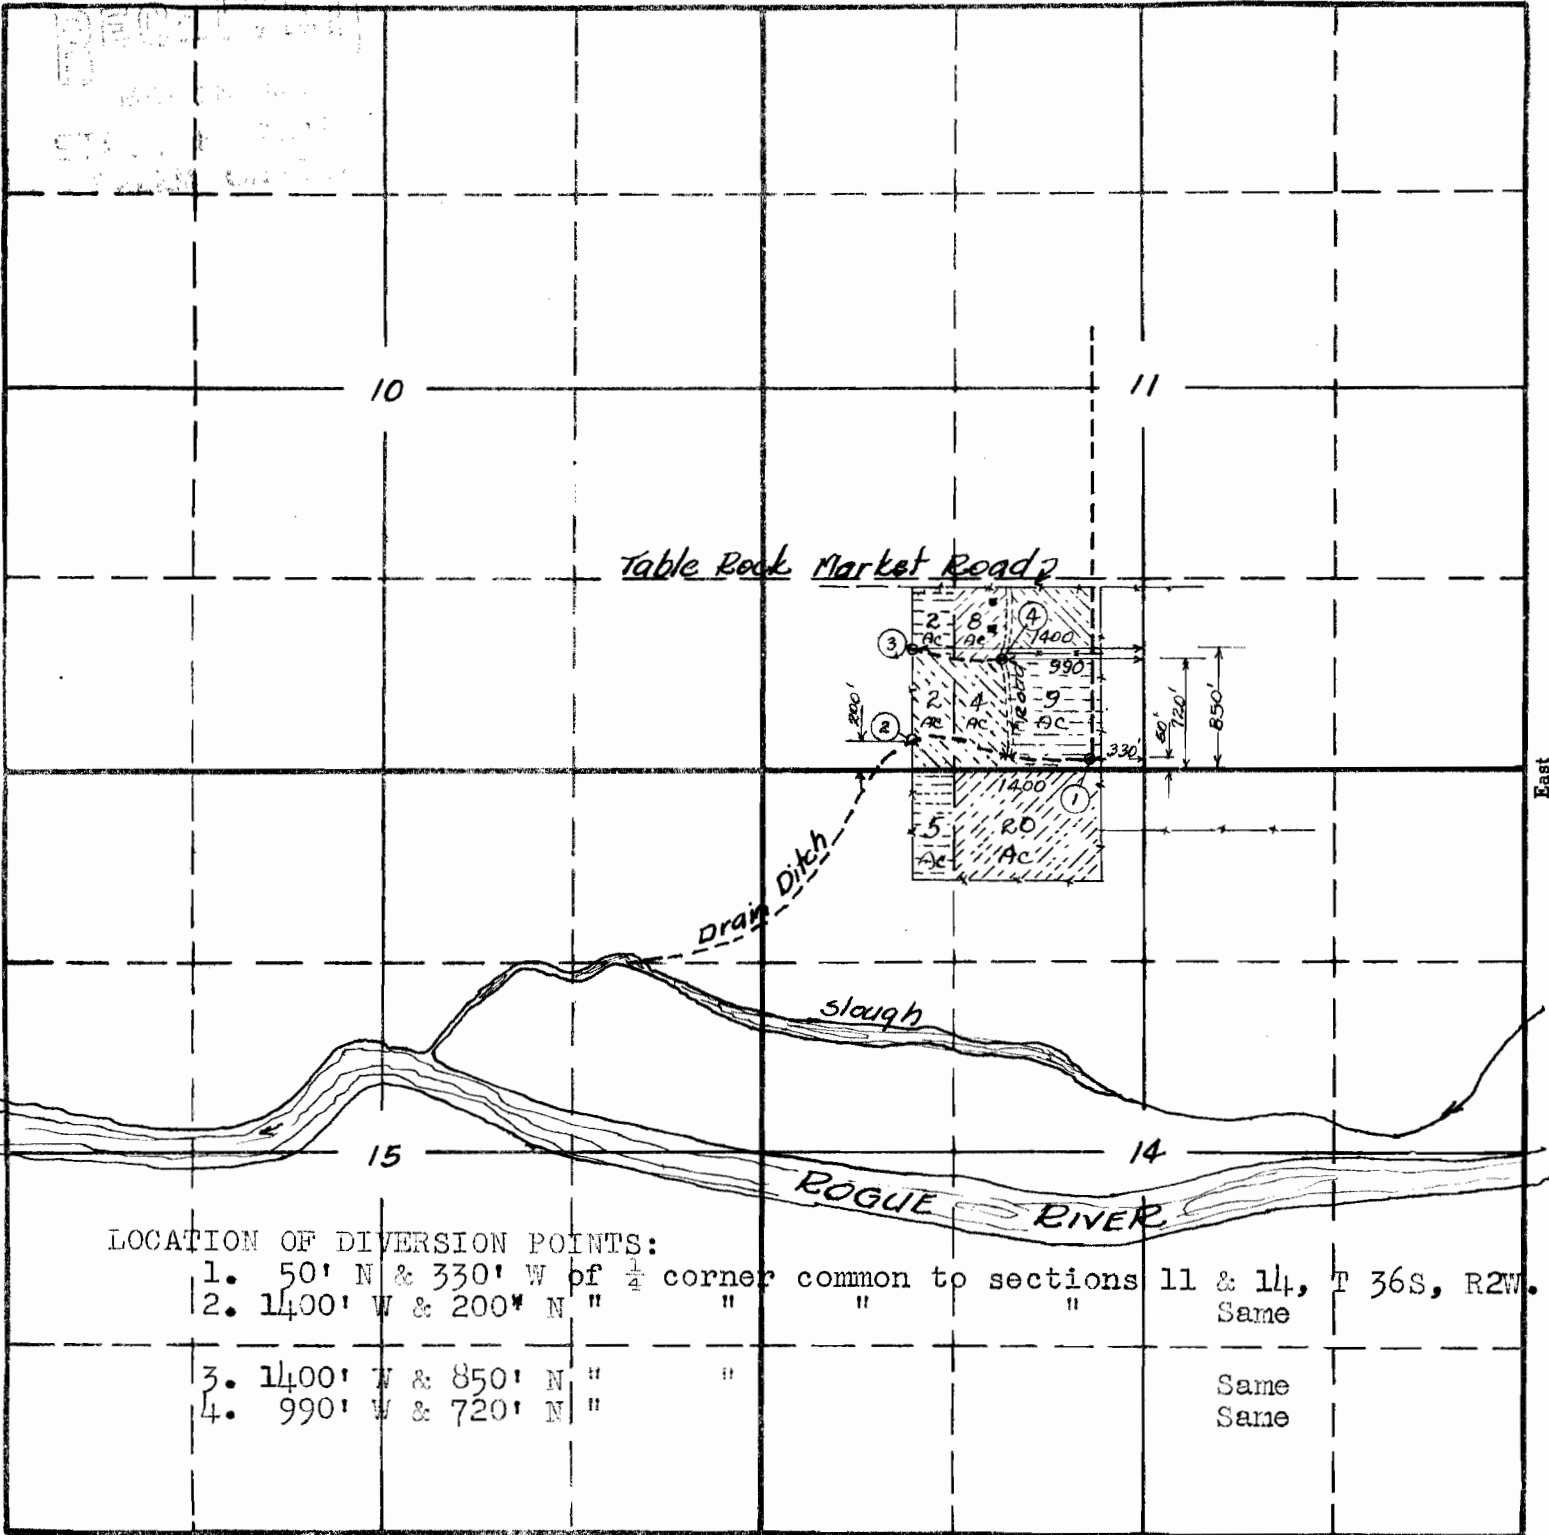 10
11
Table Rock Market Road
2
Ac
8
Ac
4
1400
3
990
200'
2
2
Ac
4
Ac
9
Ac
330'
50'
720'
850'
1400
1
5
Ac
20
Ac
East
Drain Ditch
slough
15
14
ROGUE RIVER
LOCATION OF DIVERSION POINTS:
1. 50' N & 330' W of ¼ corner common to sections 11 & 14, T 36S, R2W.
2. 1400' W & 200' N " " " " Same
3. 1400' W & 850' N " " Same
4. 990' W & 720' N " Same